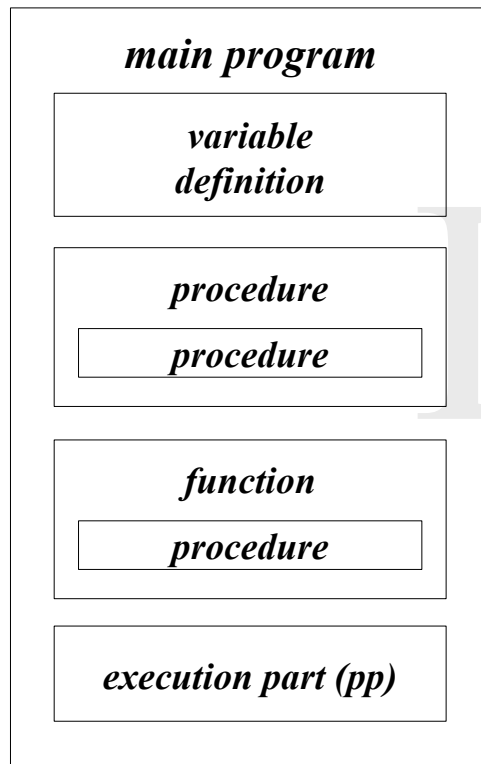 main program
variable
definition
procedure
procedure
function
procedure
execution part (pp)